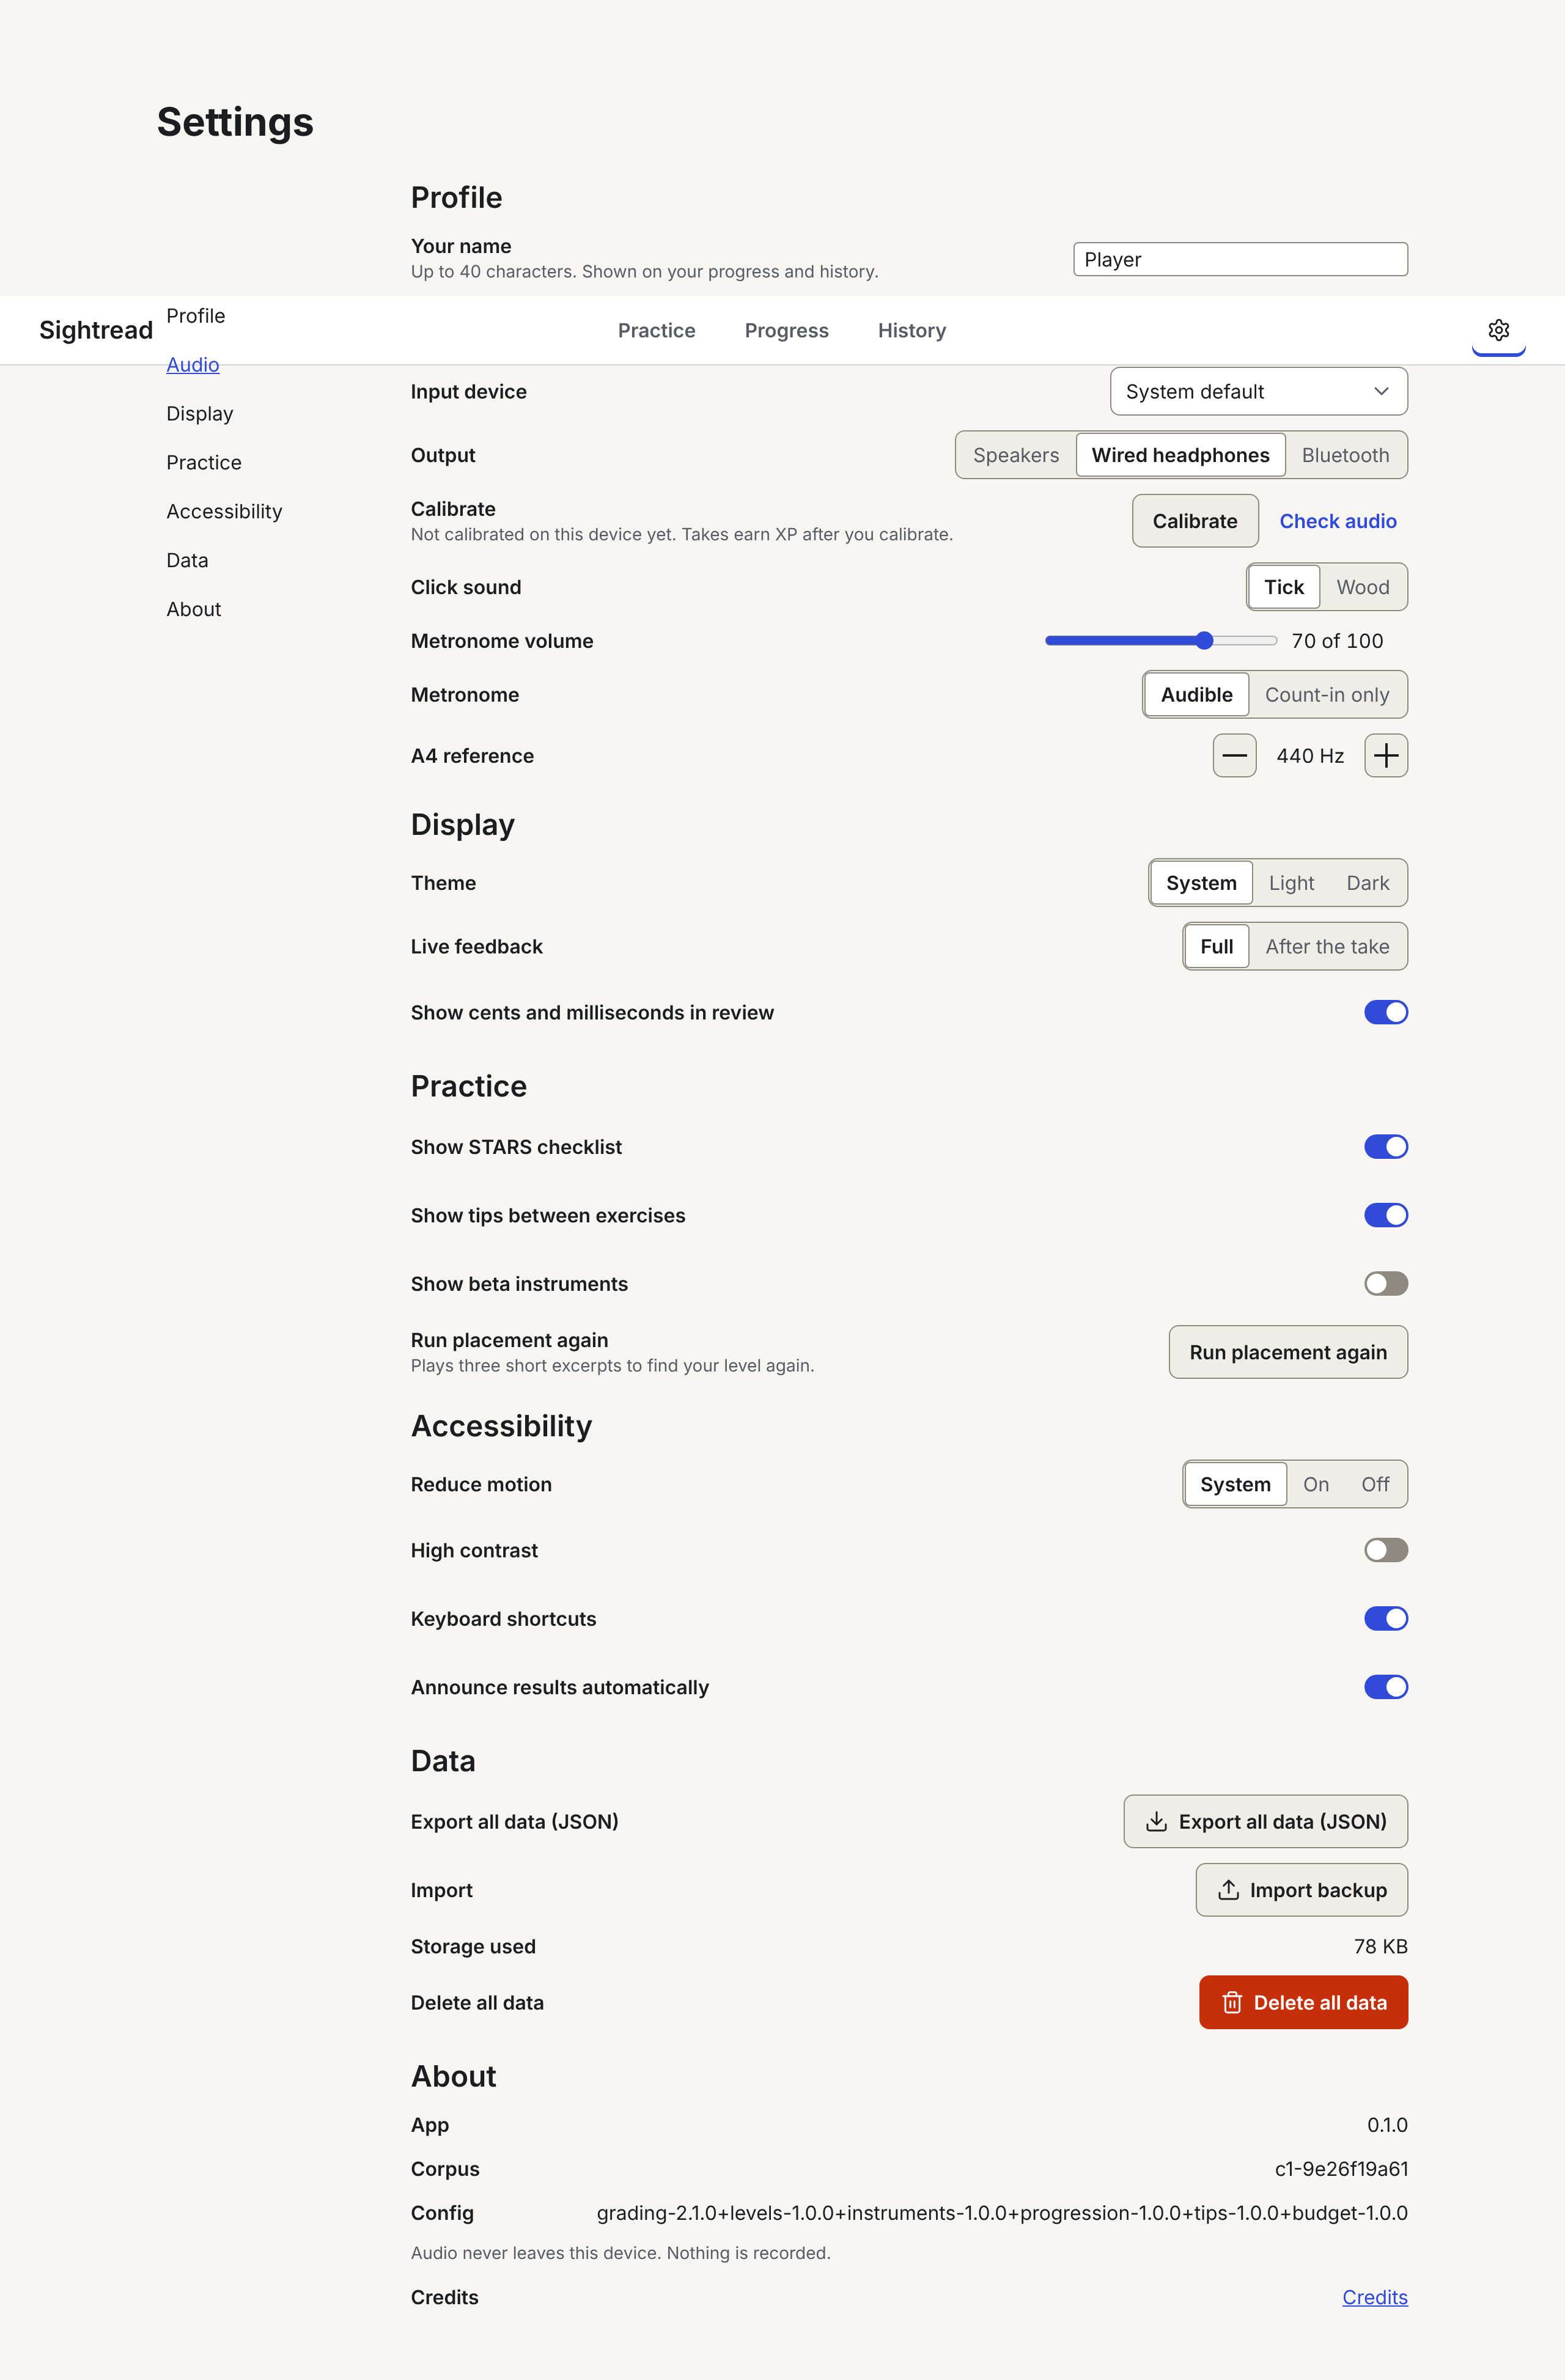 Settings
Profile
Your name
Up to 40 characters. Shown on your progress and history.
Player
Sightread
Practice
Progress
History
Profile
Audio
Display
Practice
Accessibility
Data
About
Input device
System default
Output
Speakers
Wired headphones
Bluetooth
Calibrate
Not calibrated on this device yet. Takes earn XP after you calibrate.
Calibrate
Check audio
Click sound
Tick
Wood
Metronome volume
70 of 100
Metronome
Audible
Count-in only
A4 reference
440 Hz
Display
Theme
System
Light
Dark
Live feedback
Full
After the take
Show cents and milliseconds in review
Practice
Show STARS checklist
Show tips between exercises
Show beta instruments
Run placement again
Plays three short excerpts to find your level again.
Run placement again
Accessibility
Reduce motion
System
On
Off
High contrast
Keyboard shortcuts
Announce results automatically
Data
Export all data (JSON)
Export all data (JSON)
Import
Import backup
Storage used
78 KB
Delete all data
Delete all data
About
App
0.1.0
Corpus
c1-9e26f19a61
Config
grading-2.1.0+levels-1.0.0+instruments-1.0.0+progression-1.0.0+tips-1.0.0+budget-1.0.0
Audio never leaves this device. Nothing is recorded.
Credits
Credits